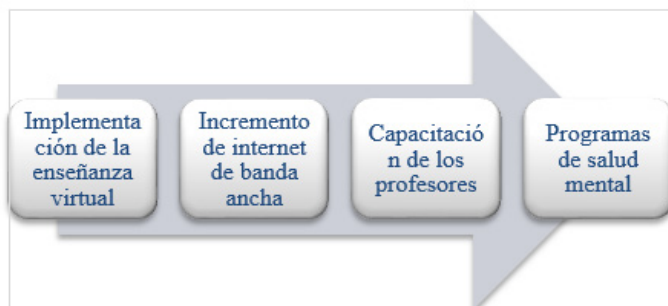 Implementa
ción de la
enseñanza
virtual
Incremento
de internet
de banda
ancha
Capacitació
n de los
profesores
Programas
de salud
mental